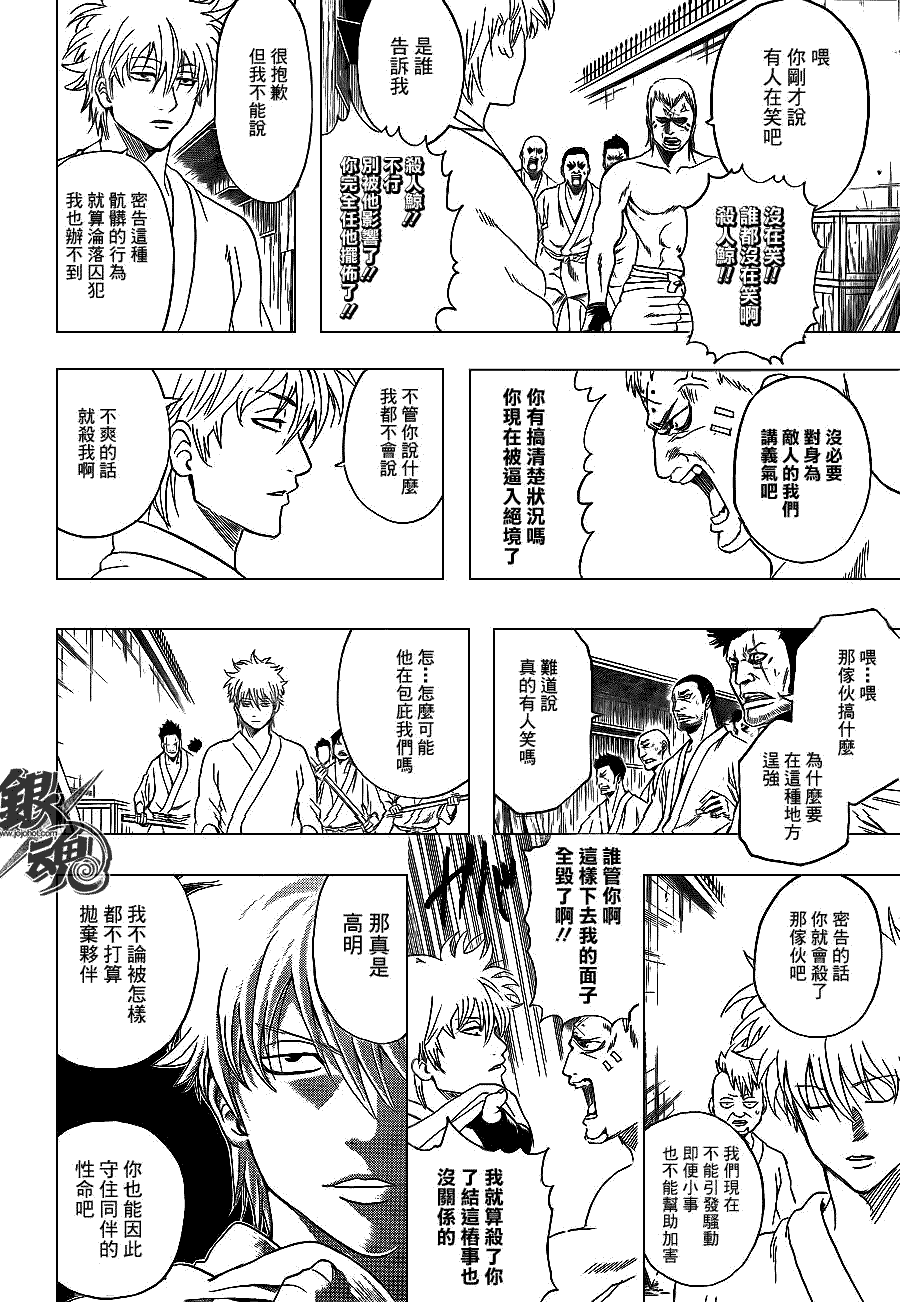 喂
你剛才說
有人在笑吧
沒在笑!!
誰都沒在笑啊
殺人鯨!!
是誰
告訴我
殺人鯨!!
不行
別被他影響了!!
你完全任他擺佈了!!
很抱歉
但我不能說
密告這種
骯髒的行為
就算淪落囚犯
我也辦不到
沒必要
對身為
敵人的我們
講義氣吧
你有搞清楚狀況嗎
你現在被逼入絕境了
不管你說什麼
我都不會說
不爽的話
就殺我啊
喂…喂
那傢伙搞什麼
為什麼要
在這種地方
逞強
難道說
真的有人笑嗎
怎…怎麼可能
他在包庇我們嗎
密告的話
你就會殺了
那傢伙吧
我們現在
不能引發騷動
即便小事
也不能幫助加害
誰管你啊
這樣下去我的面子
全毀了啊!!
我就算殺了你
了結這樁事也
沒關係的
那真是
高明
我不論被怎樣
都不打算
拋棄夥伴
你也能因此
守住同伴的
性命吧
銀魂
www.jojohot.com